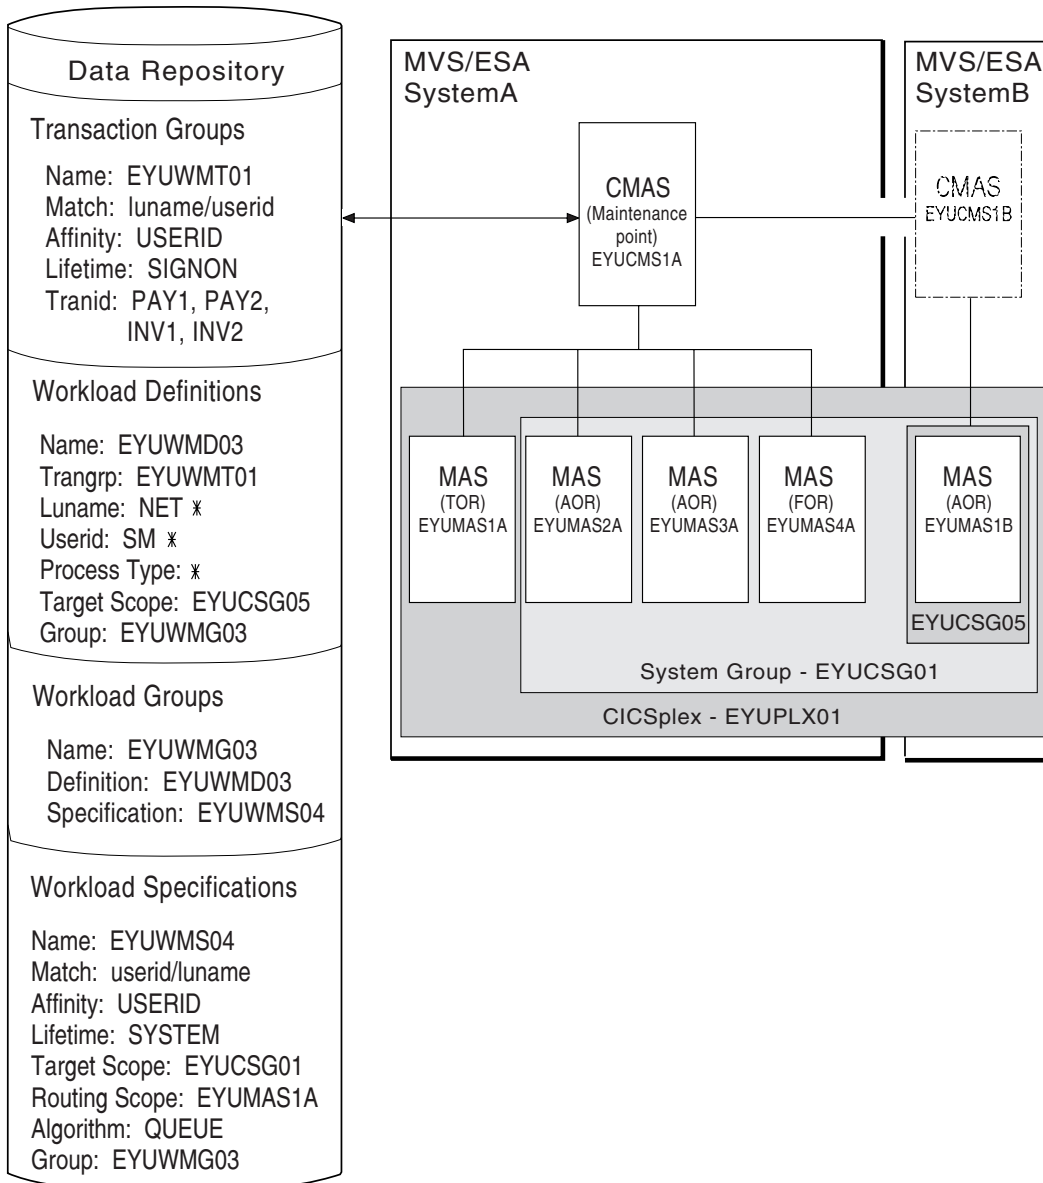 Data Repository
Transaction Groups
Name: EYUWMT01
Match: luname/userid
Affinity: USERID
Lifetime: SIGNON
Tranid: PAY1, PAY2,
INV1, INV2
Workload Definitions
Name: EYUWMD03
Trangrp: EYUWMT01
Luname: NET *
Userid: SM *
Process Type: *
Target Scope: EYUCSG05
Group: EYUWMG03
Workload Groups
Name: EYUWMG03
Definition: EYUWMD03
Specification: EYUWMS04
Workload Specifications
Name: EYUWMS04
Match: userid/luname
Affinity: USERID
Lifetime: SYSTEM
Target Scope: EYUCSG01
Routing Scope: EYUMAS1A
Algorithm: QUEUE
Group: EYUWMG03
MVS/ESA
SystemA
CMAS
(Maintenance
point)
EYUCMS1A
MVS/ESA
SystemB
CMAS
EYUCMS1B
MAS
(TOR)
EYUMAS1A
MAS
(AOR)
EYUMAS2A
MAS
(AOR)
EYUMAS3A
MAS
(FOR)
EYUMAS4A
MAS
(AOR)
EYUMAS1B
EYUCSG05
System Group - EYUCSG01
CICSplex - EYUPLX01